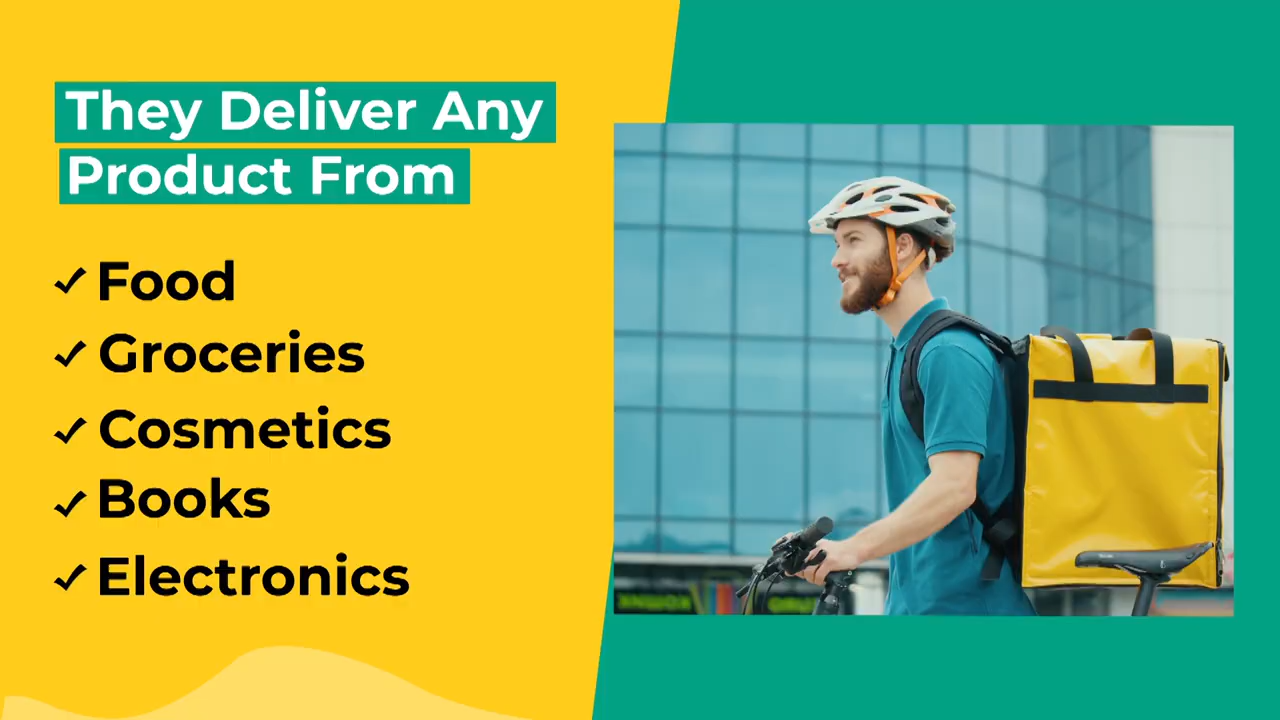 They Deliver Any
Product From
Food
Groceries
Cosmetics
Books
Electronics